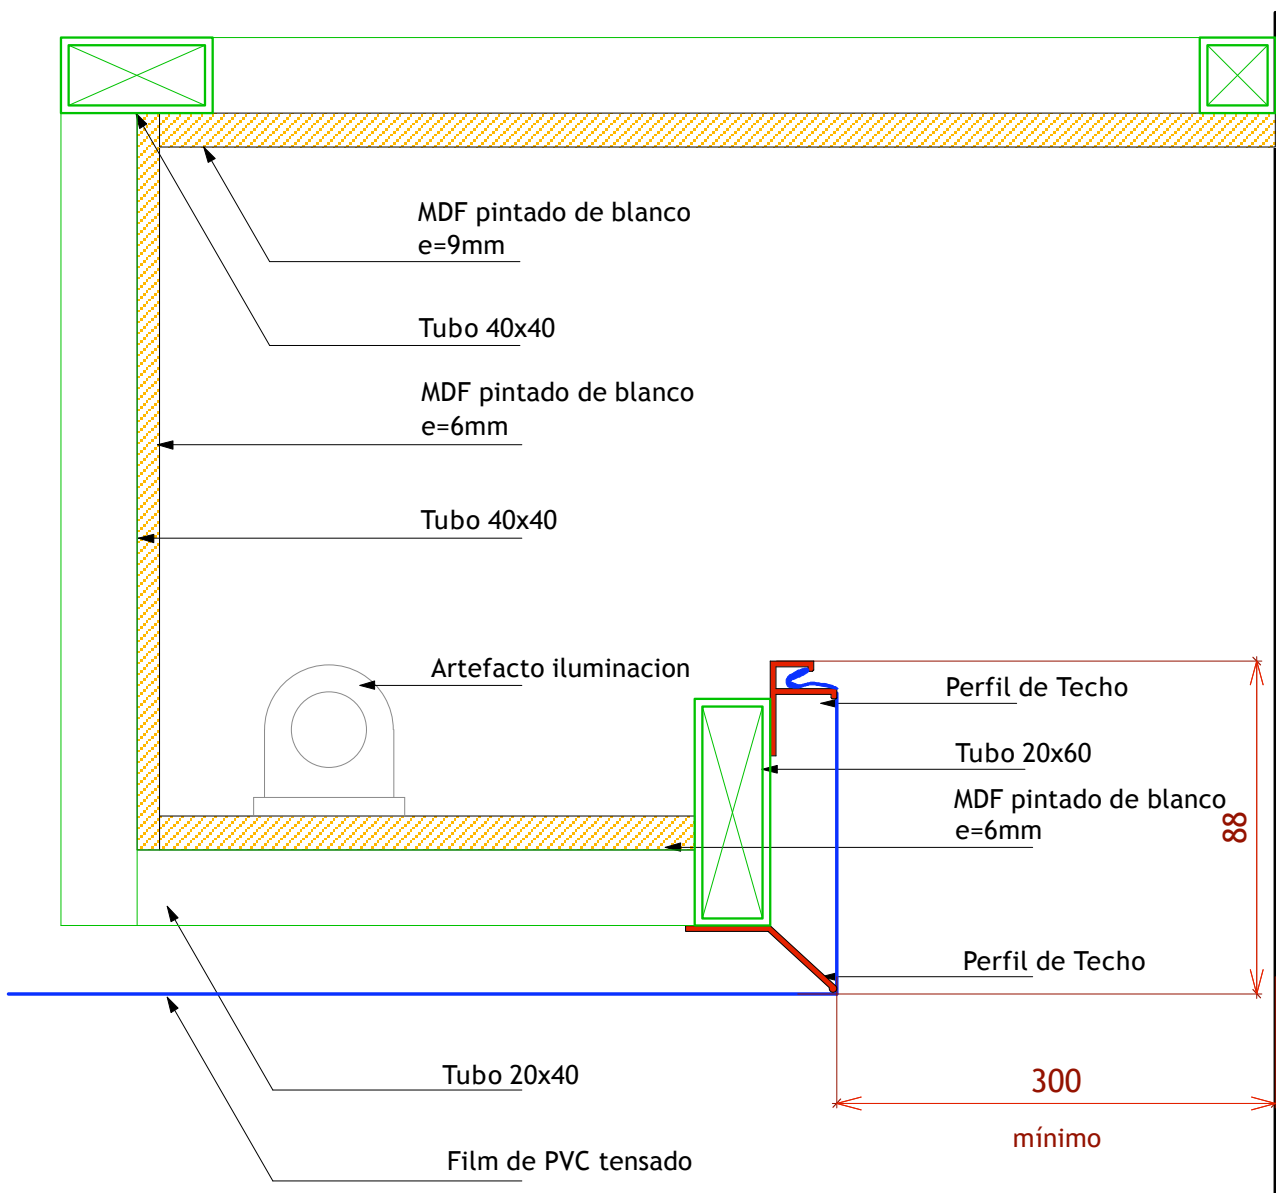 MDF pintado de blanco
e=9mm
Tubo 40x40
MDF pintado de blanco
e=6mm
Tubo 40x40
Artefacto iluminacion
Perfil de Techo
Tubo 20x60
MDF pintado de blanco
e=6mm
88
Perfil de Techo
Tubo 20x40
300
mínimo
Film de PVC tensado